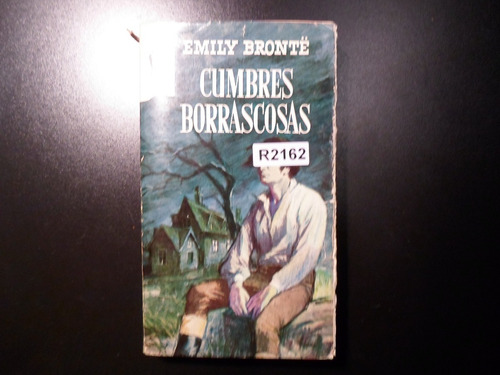 EMILY BRONTË
CUMBRES
BORRASCOSAS
R2162